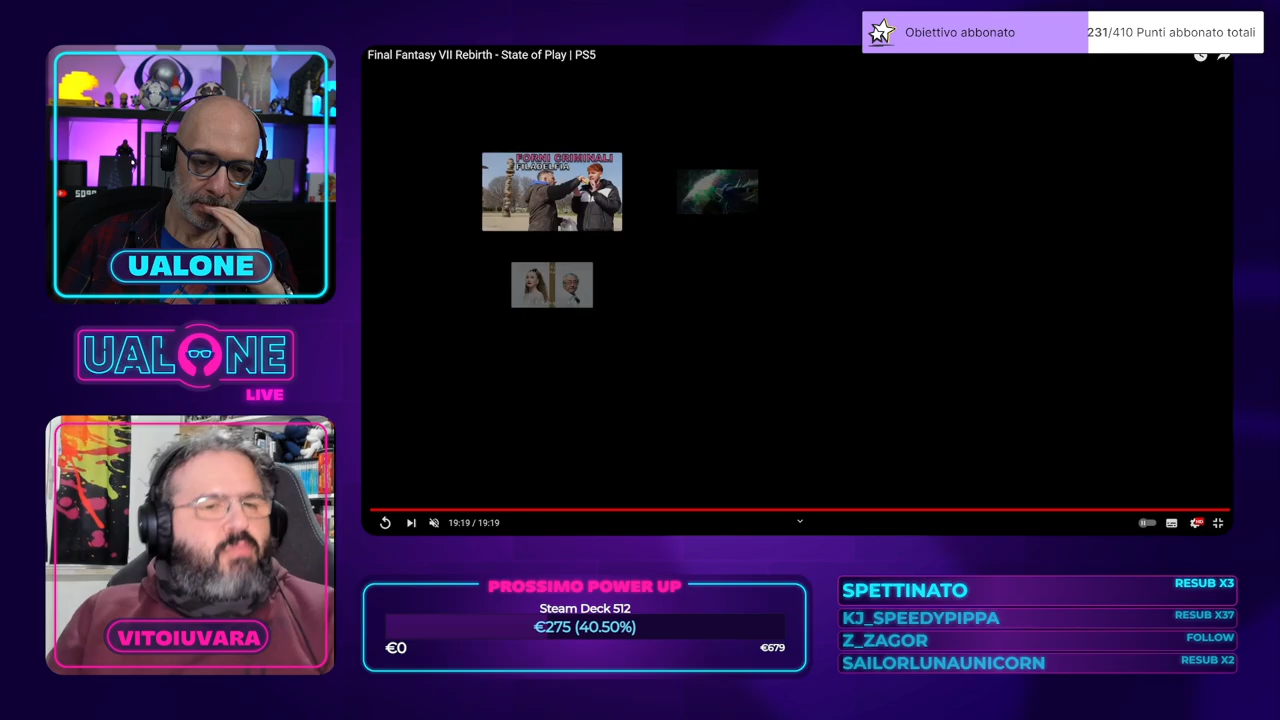 Obiettivo abbonato
231/410 Punti abbonato totali
Final Fantasy VII Rebirth - State of Play | PS5
FORNI CRIMINALI
FILADELFIA
UALONE
UALONE
LIVE
19:19 / 19:19
HD
VITOIUVARA
PROSSIMO POWER UP
Steam Deck 512
€275 (40.50%)
€0
€679
SPETTINATO RESUB X3
KJ_SPEEDYPIPPA RESUB X37
Z_ZAGOR FOLLOW
SAILORLUNAUNICORN RESUB X2